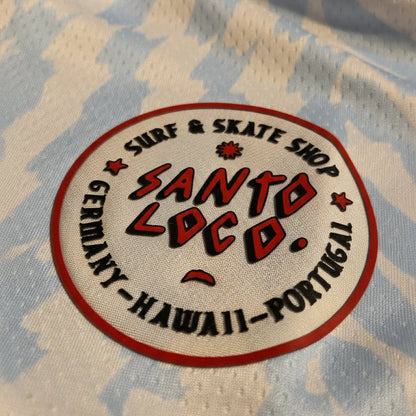 SURF & SKATE SHOP
SANTO
LOCO.
GERMANY-HAWAII-PORTUGAL